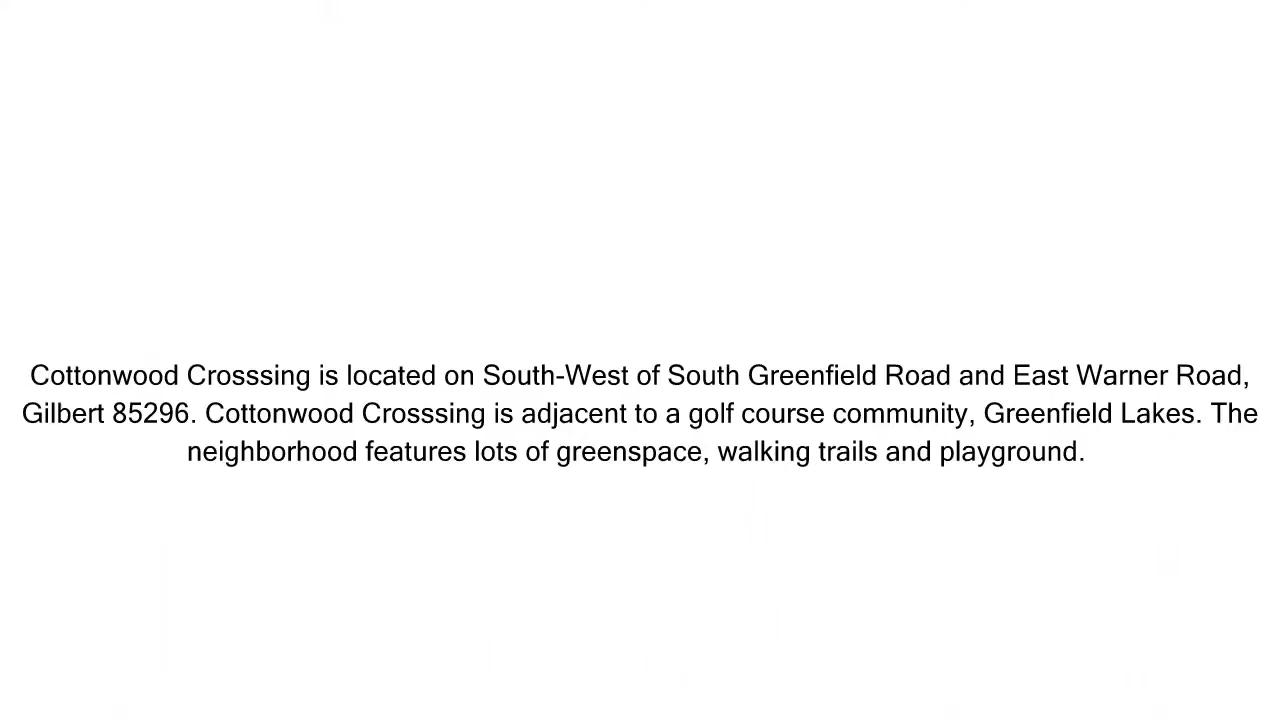 Cottonwood Crosssing is located on South-West of South Greenfield Road and East Warner Road,
Gilbert 85296. Cottonwood Crosssing is adjacent to a golf course community, Greenfield Lakes. The
neighborhood features lots of greenspace, walking trails and playground.